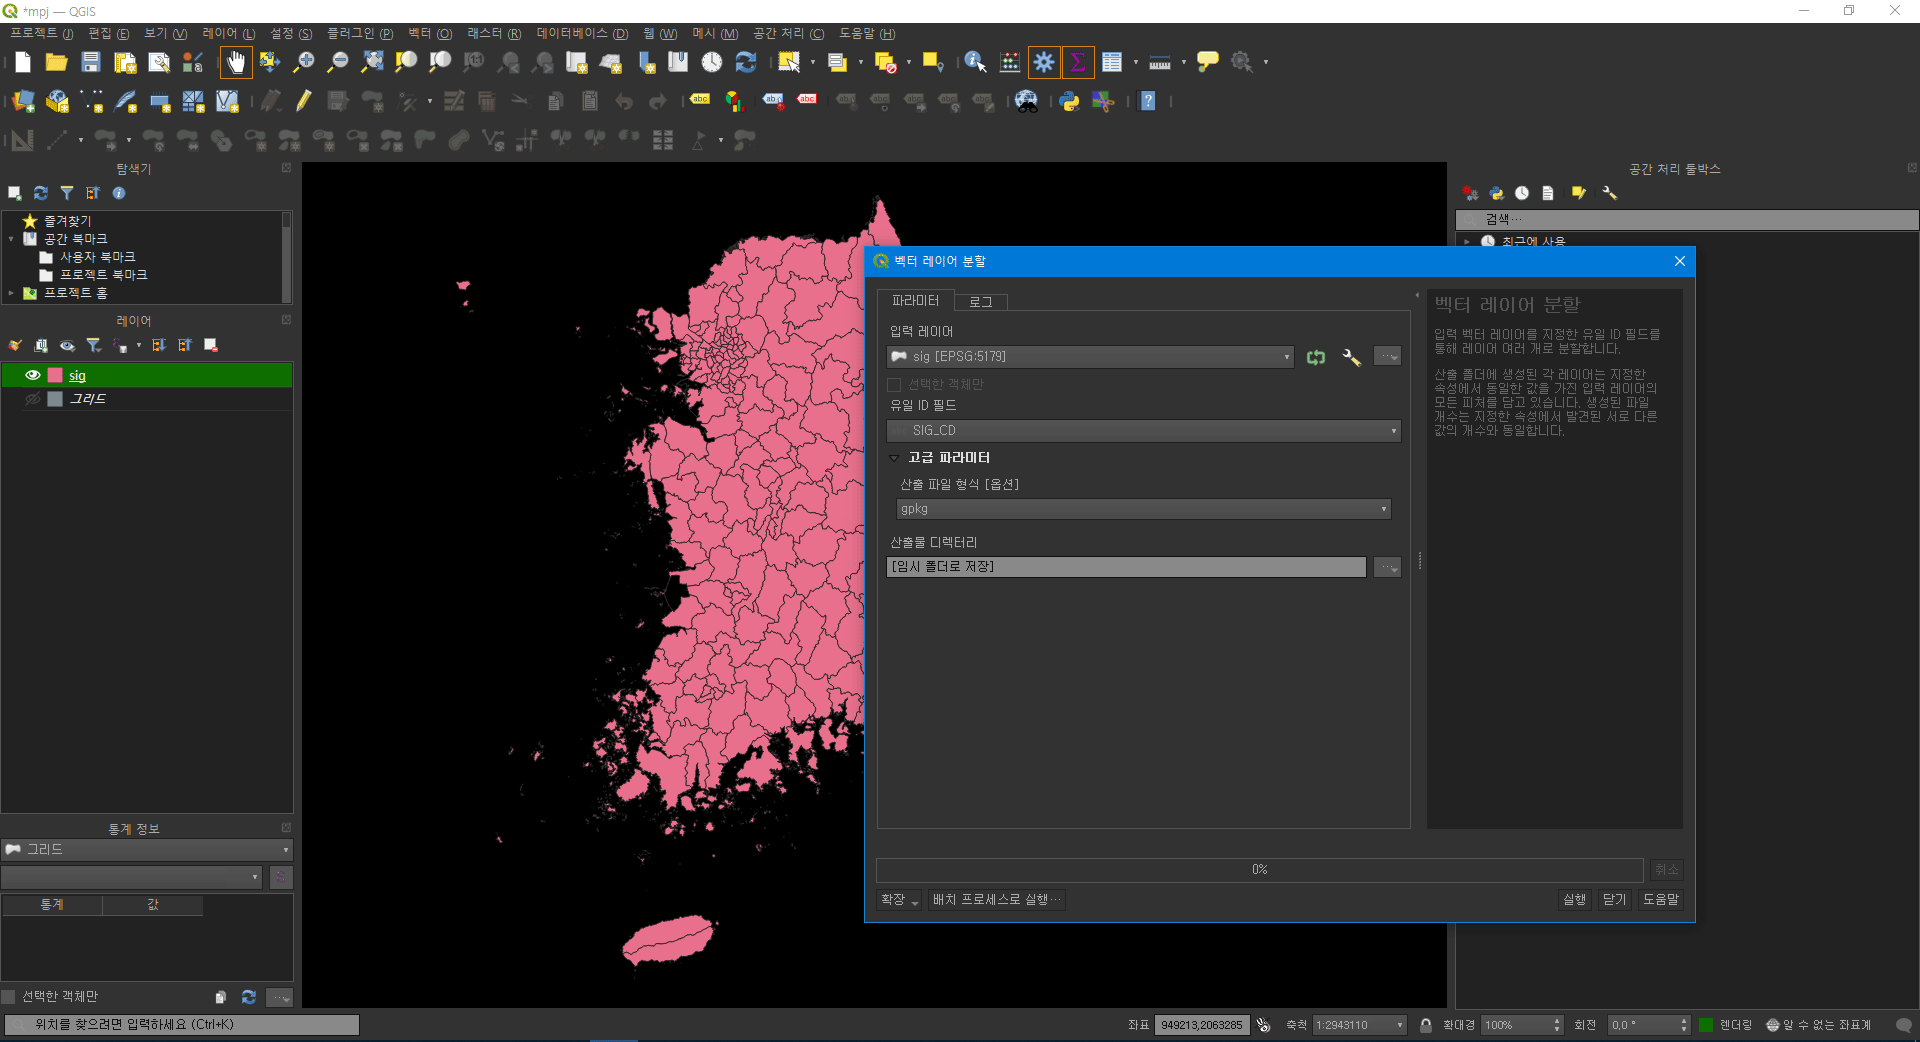 *mpj — QGIS
프로젝트 (J) 편집 (E) 보기 (V) 레이어 (L) 설정 (S) 플러그인 (P) 벡터 (O) 래스터 (R) 데이터베이스 (D) 웹 (W) 메시 (M) 공간 처리 (C) 도움말 (H)
탐색기
즐겨찾기
공간 북마크
사용자 북마크
프로젝트 북마크
프로젝트 홈
레이어
sig
그리드
통계 정보
그리드
통계 값
선택한 객체만
위치를 찾으려면 입력하세요 (Ctrl+K)
공간 처리 툴박스
검색…
최근에 사용
벡터 레이어 분할
파라미터 로그
입력 레이어
sig [EPSG:5179]
선택한 객체만
유일 ID 필드
SIG_CD
고급 파라미터
산출 파일 형식 [옵션]
gpkg
산출물 디렉터리
[임시 폴더로 저장]
벡터 레이어 분할
입력 벡터 레이어를 지정한 유일 ID 필드를
통해 레이어 여러 개로 분할합니다.
산출 폴더에 생성된 각 레이어는 지정한
속성에서 동일한 값을 가진 입력 레이어의
모든 피처를 담고 있습니다. 생성된 파일
개수는 지정한 속성에서 발견된 서로 다른
값의 개수와 동일합니다.
0% 취소
확장 배치 프로세스로 실행… 실행 닫기 도움말
좌표 949213,2063285 축척 1:2943110 확대경 100% 회전 0,0 ° 렌더링 알 수 없는 좌표계